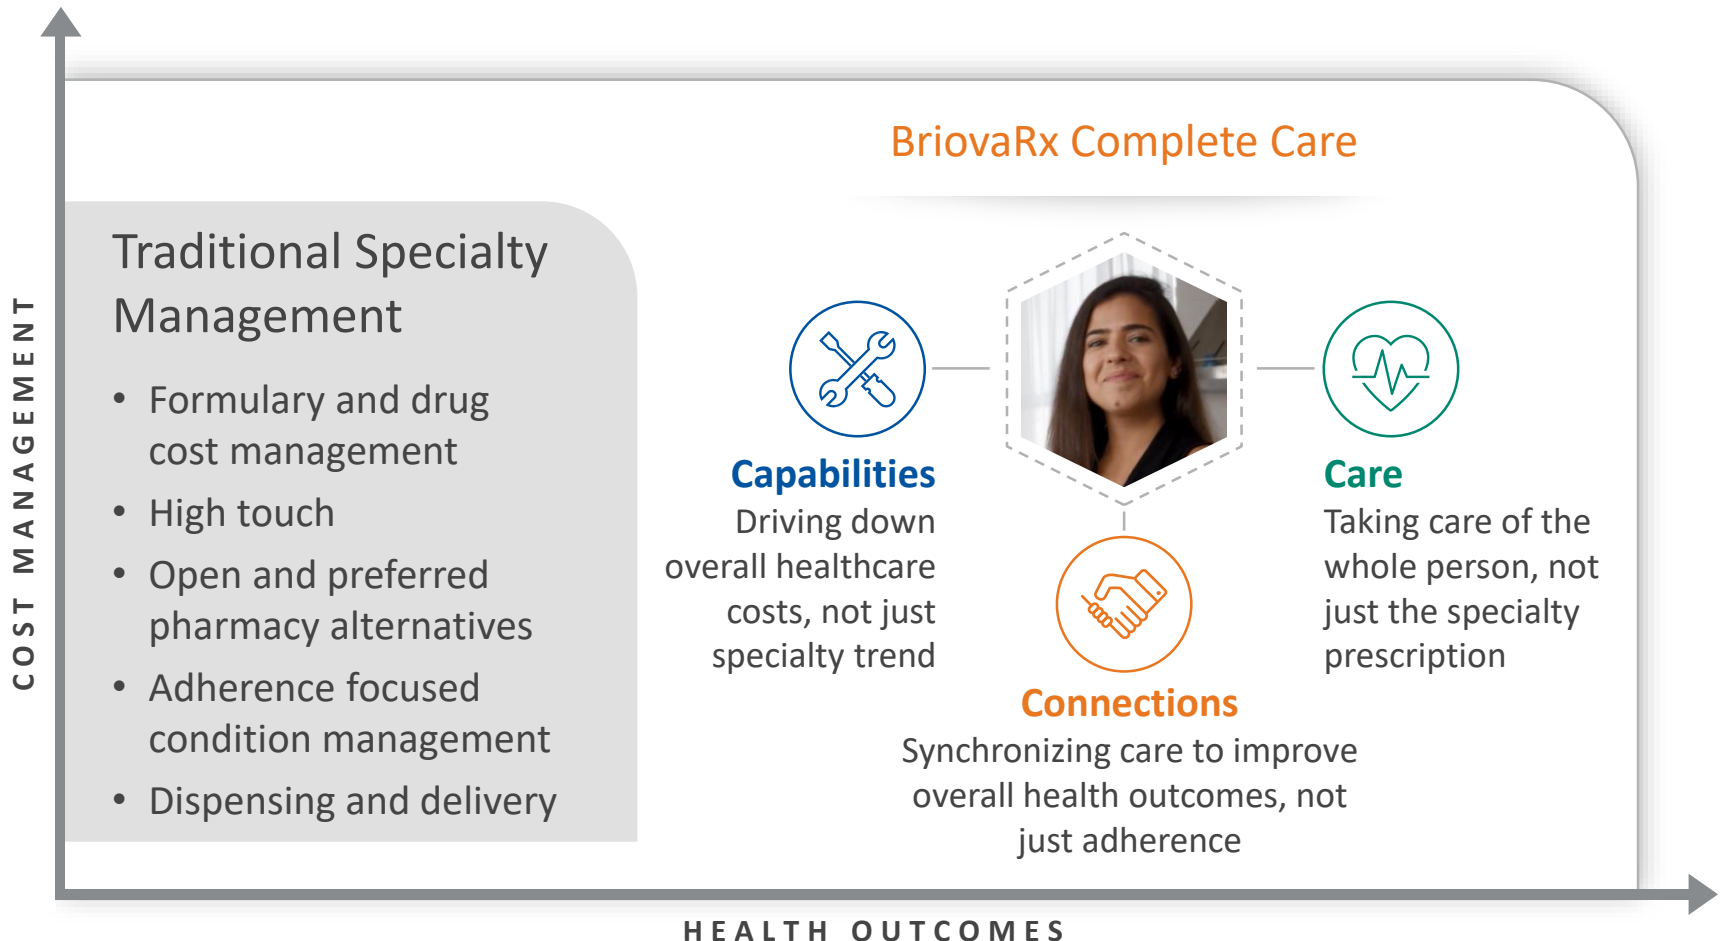 COST MANAGEMENT
Traditional Specialty
Management
• Formulary and drug
cost management
• High touch
• Open and preferred
pharmacy alternatives
• Adherence focused
condition management
• Dispensing and delivery
BriovaRx Complete Care
Capabilities
Driving down
overall healthcare
costs, not just
specialty trend
Connections
Synchronizing care to improve
overall health outcomes, not
just adherence
Care
Taking care of the
whole person, not
just the specialty
prescription
HEALTH OUTCOMES